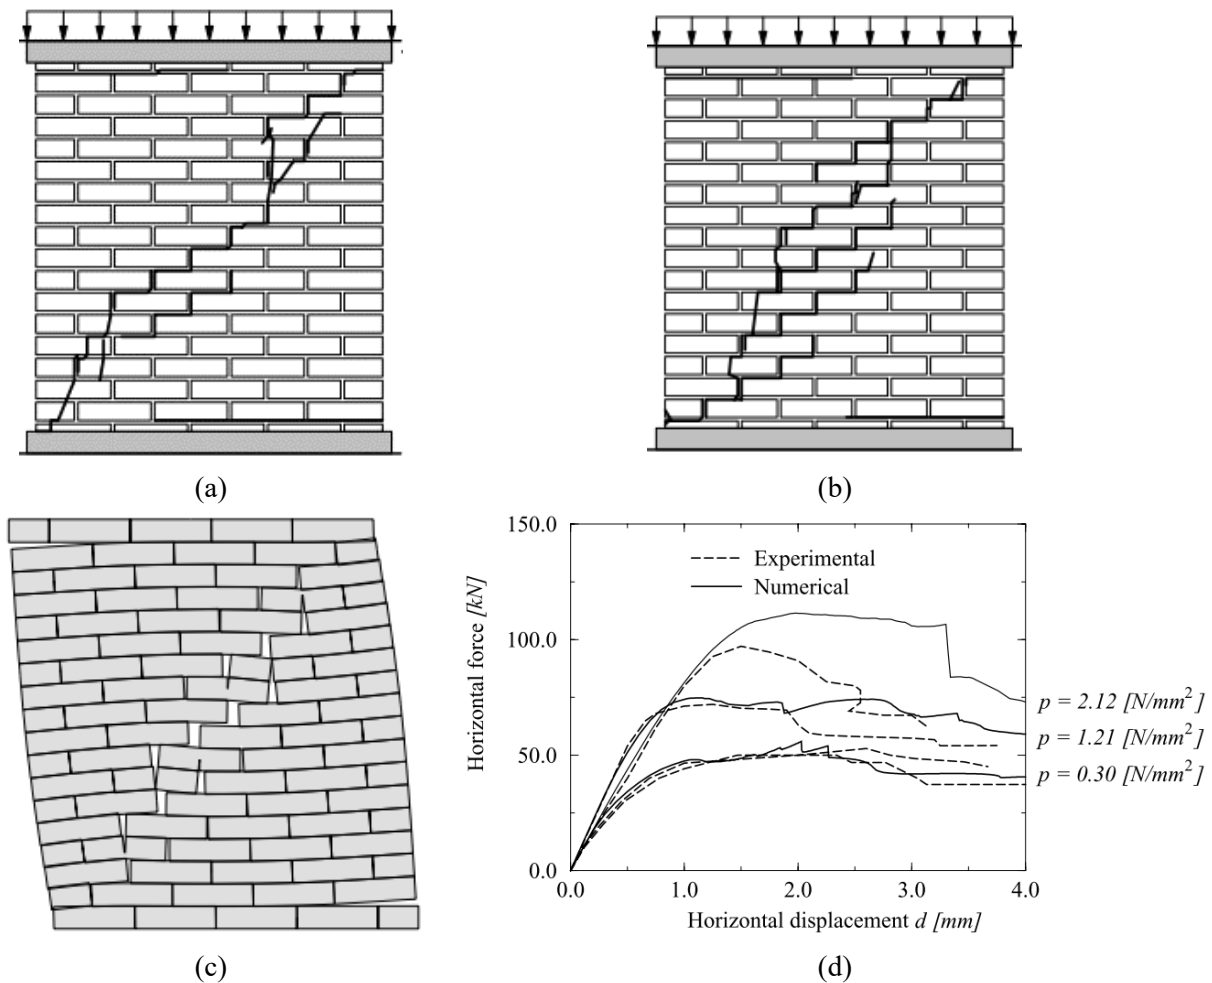 (a)
(b)
150.0
Experimental
Numerical
100.0
50.0
0.0
Horizontal force [kN]
p = 2.12 [N/mm²]
p = 1.21 [N/mm²]
p = 0.30 [N/mm²]
0.0 1.0 2.0 3.0 4.0
Horizontal displacement d [mm]
(c)
(d)